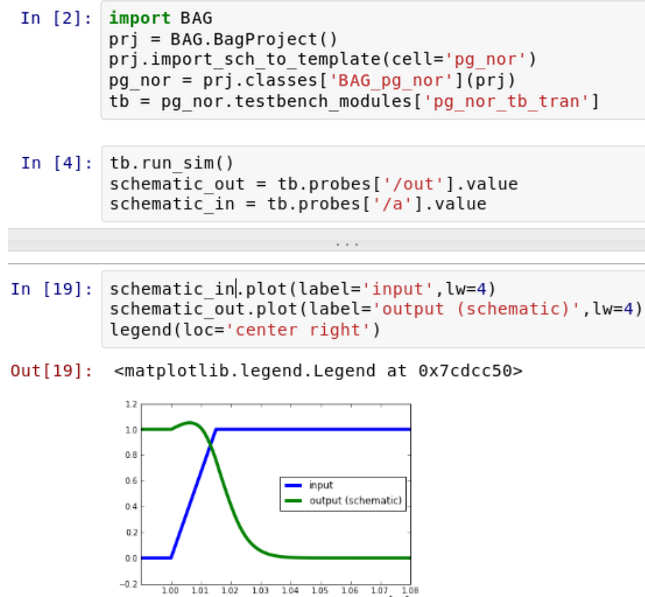 In [2]: import BAG
prj = BAG.BagProject()
prj.import_sch_to_template(cell='pg_nor')
pg_nor = prj.classes['BAG_pg_nor'](prj)
tb = pg_nor.testbench_modules['pg_nor_tb_tran']
In [4]: tb.run_sim()
schematic_out = tb.probes['/out'].value
schematic_in = tb.probes['/a'].value
...
In [19]: schematic_in.plot(label='input',lw=4)
schematic_out.plot(label='output (schematic)',lw=4)
legend(loc='center right')
Out[19]: <matplotlib.legend.Legend at 0x7cdcc50>
1.2
1.0
0.8
0.6
0.4
0.2
0.0
−0.2
input
output (schematic)
1.00 1.01 1.02 1.03 1.04 1.05 1.06 1.07 1.08